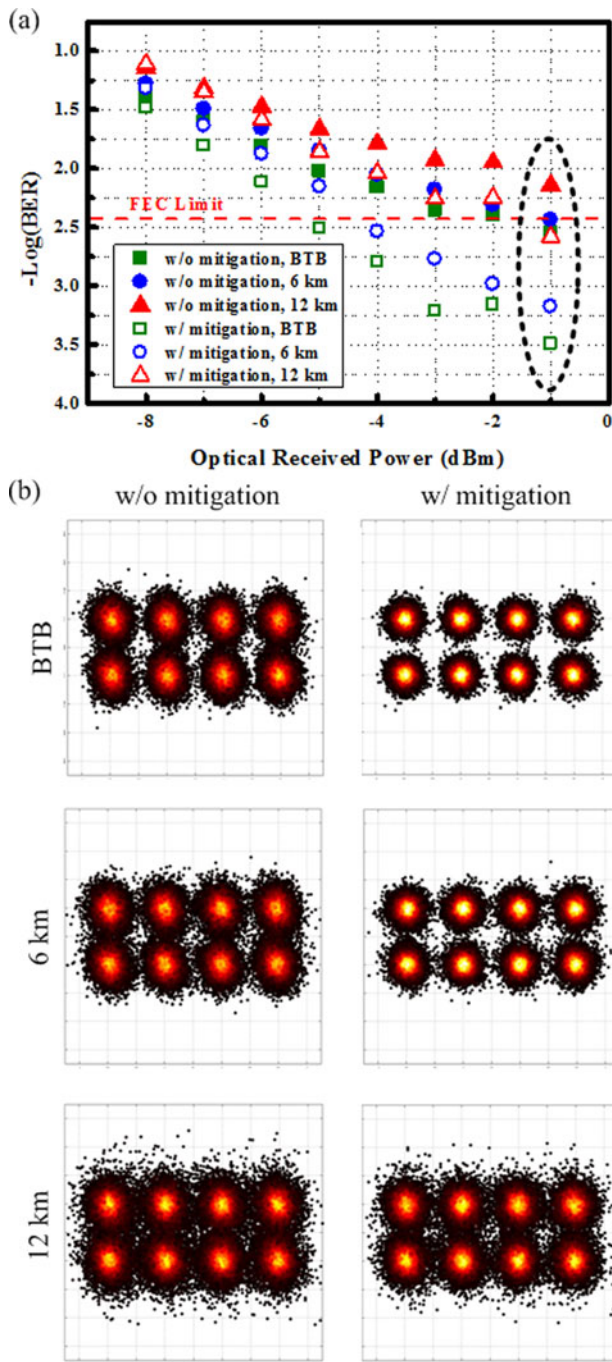 (a)
-Log(BER)
1.0
1.5
2.0
2.5
3.0
3.5
4.0
FEC Limit
w/o mitigation, BTB
w/o mitigation, 6 km
w/o mitigation, 12 km
w/ mitigation, BTB
w/ mitigation, 6 km
w/ mitigation, 12 km
-8
-6
-4
-2
0
Optical Received Power (dBm)
(b)
w/o mitigation
w/ mitigation
BTB
6 km
12 km